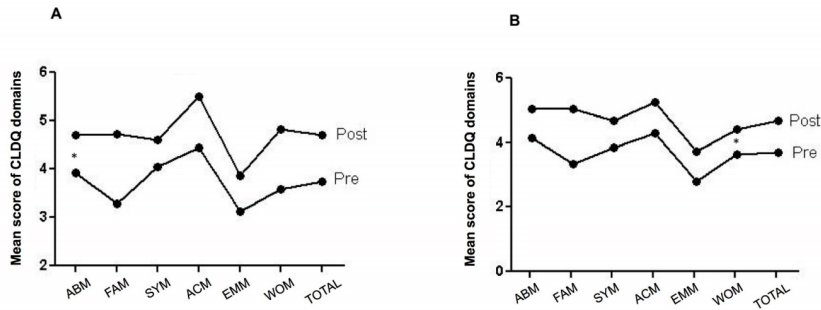 A
Mean score of CLDQ domains
6
5
4
3
2
*
Post
Pre
ABM FAM SYM ACM EMM WOM TOTAL
B
Mean score of CLDQ domains
6
4
2
0
*
Post
Pre
ABM FAM SYM ACM EMM WOM TOTAL